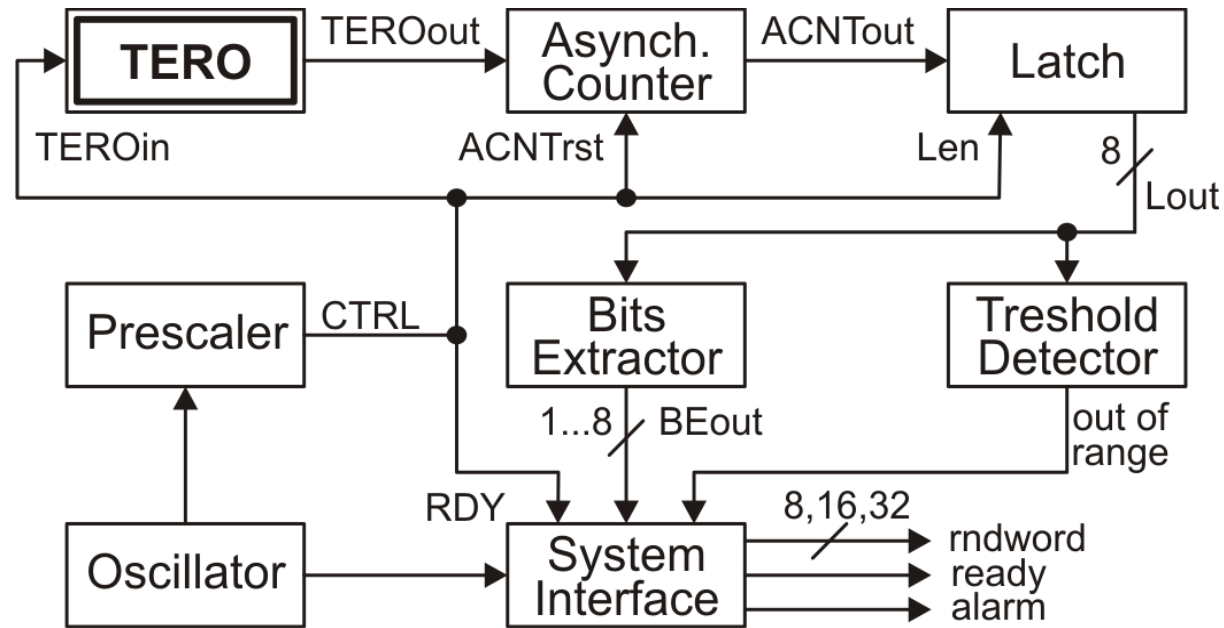 TERO
TEROout
Asynch.
Counter
ACNTout
Latch
TEROin
ACNTrst
Len
8
Lout
Prescaler
CTRL
Bits
Extractor
Treshold
Detector
1...8
BEout
out of
range
RDY
8,16,32
Oscillator
System
Interface
rndword
ready
alarm